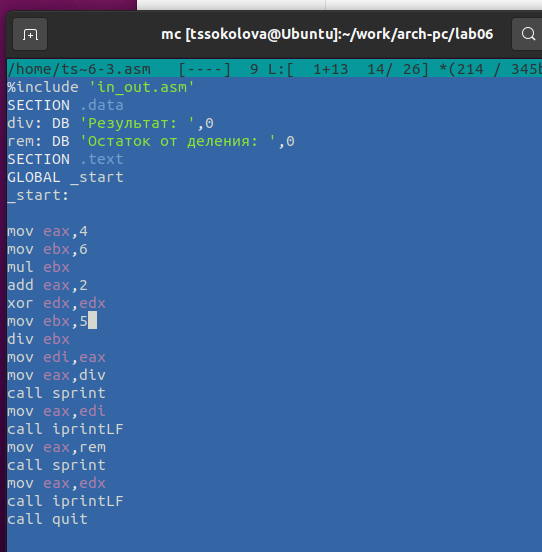 mc [tssokolova@Ubuntu]:~/work/arch-pc/lab06
/home/ts~6-3.asm   [----]  9 L:[  1+13  14/ 26] *(214 / 345b
%include 'in_out.asm'
SECTION .data
div: DB 'Результат: ',0
rem: DB 'Остаток от деления: ',0
SECTION .text
GLOBAL _start
_start:

mov eax,4
mov ebx,6
mul ebx
add eax,2
xor edx,edx
mov ebx,5
div ebx
mov edi,eax
mov eax,div
call sprint
mov eax,edi
call iprintLF
mov eax,rem
call sprint
mov eax,edx
call iprintLF
call quit